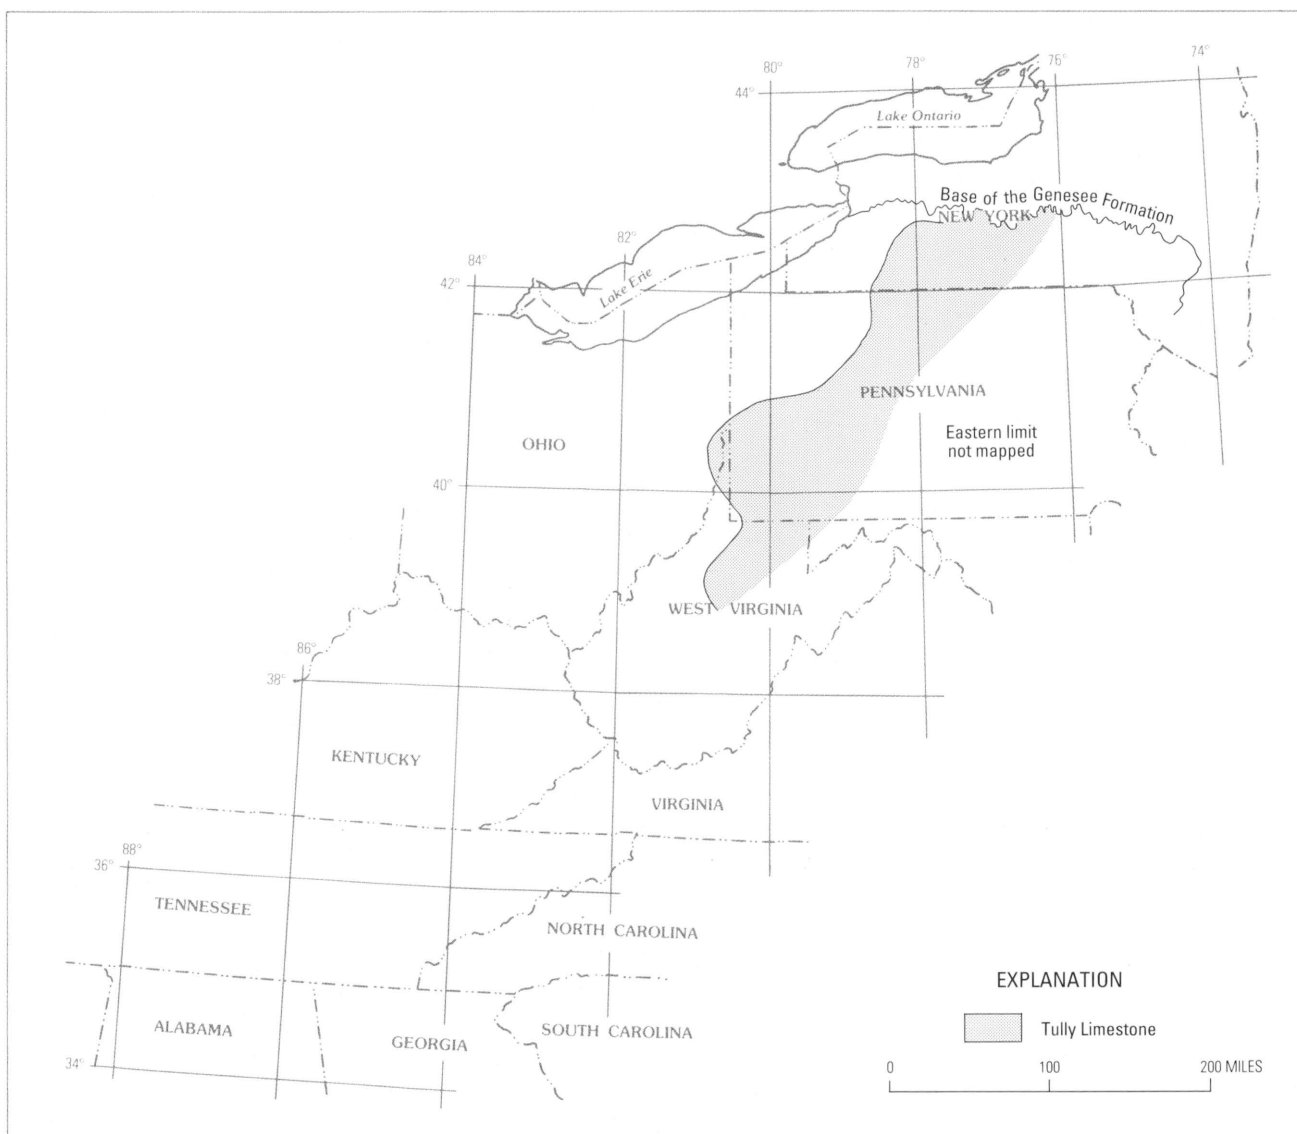 74°
80°
78°
76°
44°
Lake Ontario
Base of the Genesee Formation
NEW YORK
82°
84°
42°
Lake Erie
PENNSYLVANIA
OHIO
Eastern limit
not mapped
40°
WEST VIRGINIA
86°
38°
KENTUCKY
VIRGINIA
88°
36°
TENNESSEE
NORTH CAROLINA
EXPLANATION
Tully Limestone
ALABAMA
GEORGIA
SOUTH CAROLINA
34°
0
100
200 MILES